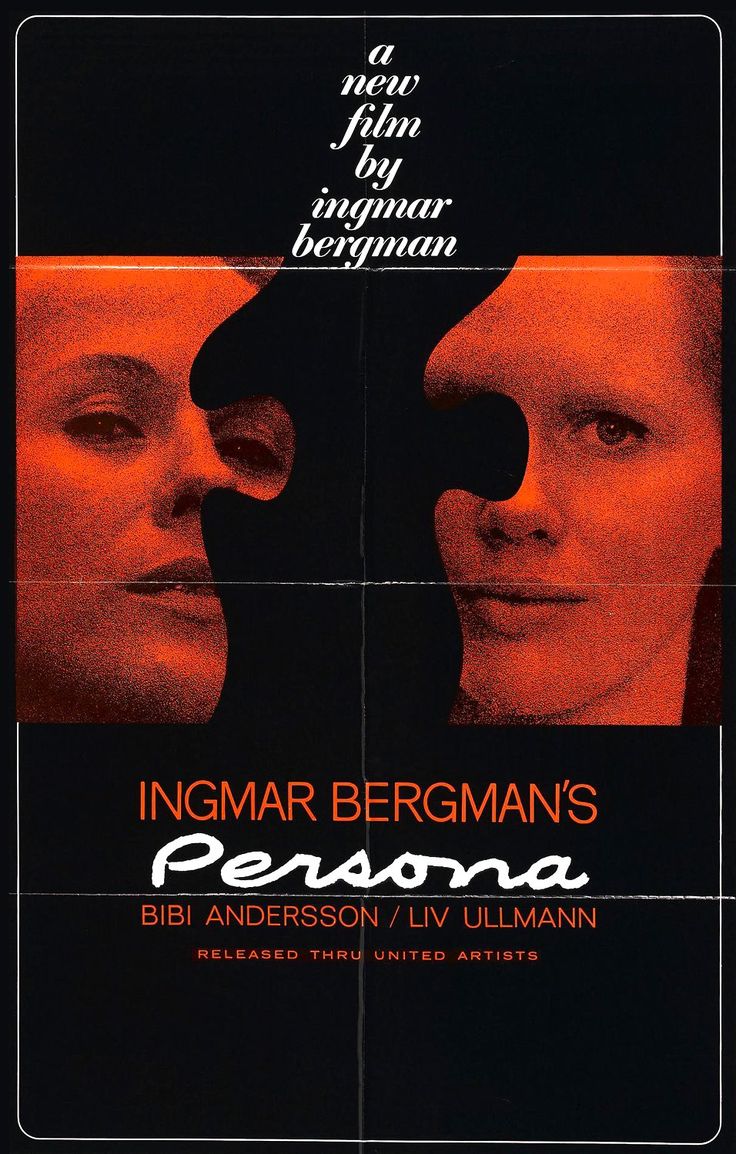 a
new
film
by
ingmar
bergman
INGMAR BERGMAN'S
Persona
BIBI ANDERSSON / LIV ULLMANN
RELEASED THRU UNITED ARTISTS